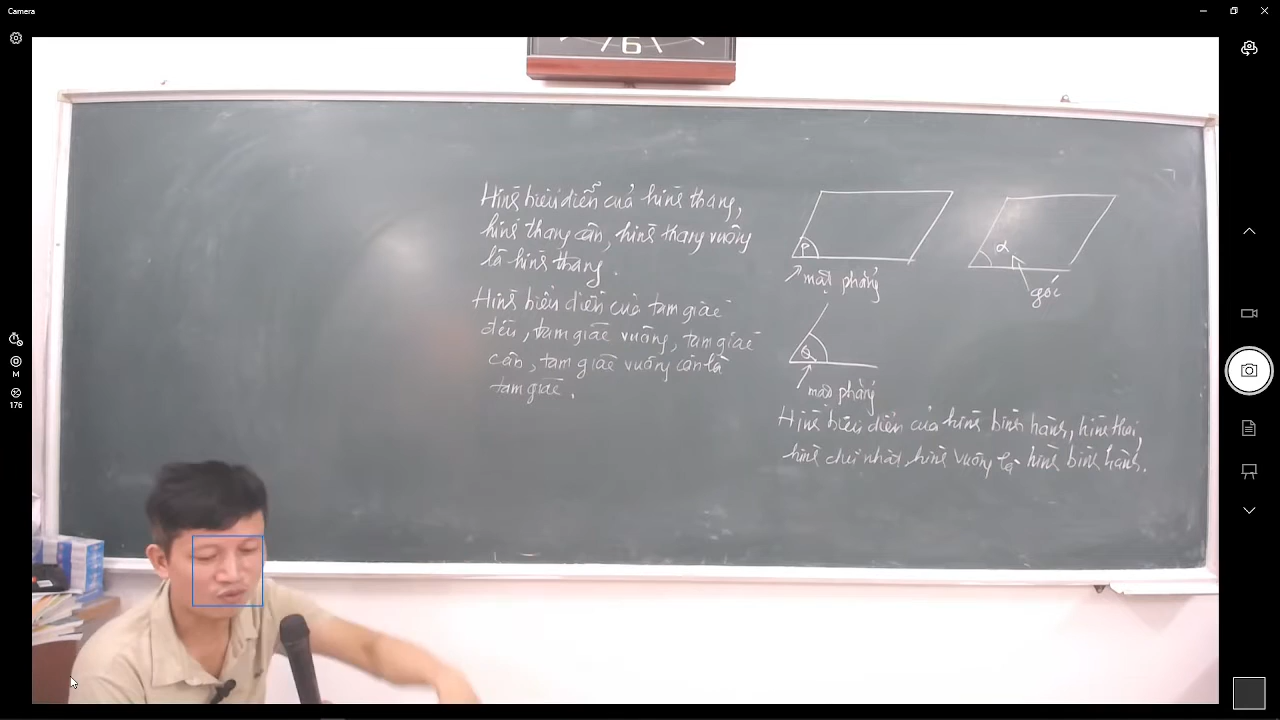 Camera
6
Hình biểu diễn của hình thang,
hình thang cân, hình thang vuông
là hình thang.
Hình biểu diễn của tam giác
đều, tam giác vuông, tam giác
cân, tam giác vuông cân là
tam giác.
P
mặt phẳng
α
góc
Q
mặt phẳng
Hình biểu diễn của hình bình hành, hình thoi,
hình chữ nhật, hình vuông là hình bình hành.
M
176